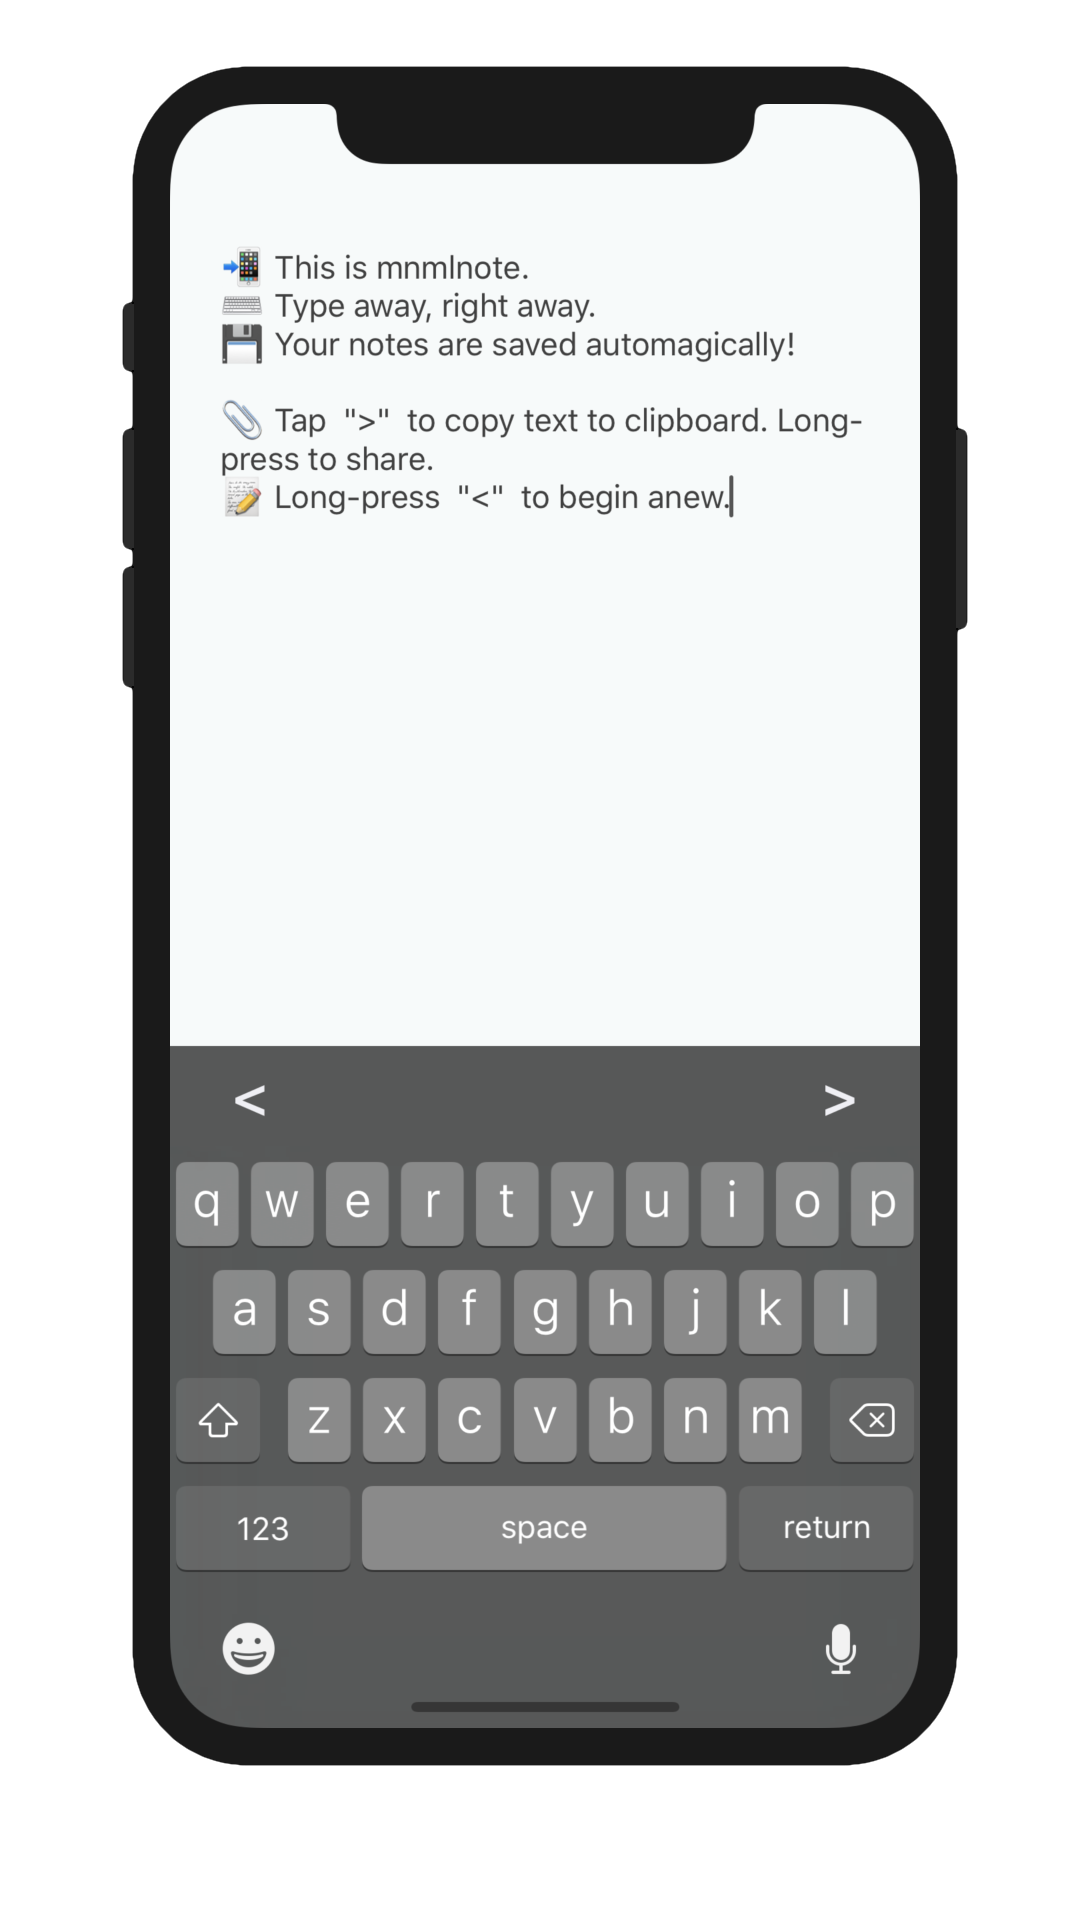 📲 This is mnmlnote.
⌨️ Type away, right away.
💾 Your notes are saved automagically!
📎 Tap ">" to copy text to clipboard. Long-
press to share.
📝 Long-press "<" to begin anew.
< >
q w e r t y u i o p
a s d f g h j k l
z x c v b n m
123 space return